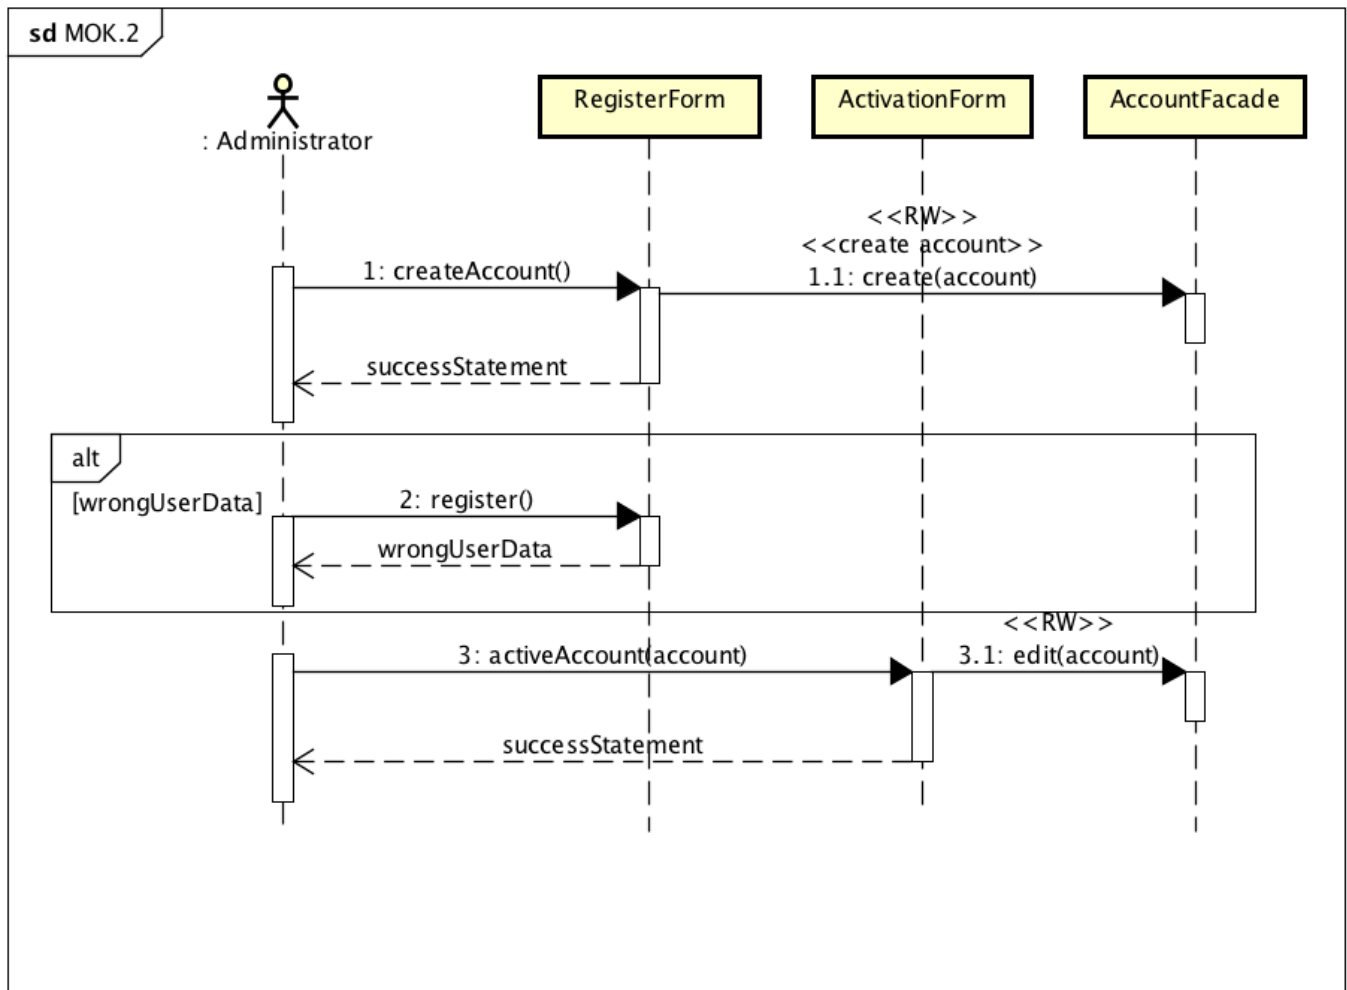 sd MOK.2
: Administrator
RegisterForm
ActivationForm
AccountFacade
<<RW>>
<<create account>>
1: createAccount()
1.1: create(account)
successStatement
alt
[wrongUserData]
2: register()
wrongUserData
<<RW>>
3: activeAccount(account)
3.1: edit(account)
successStatement